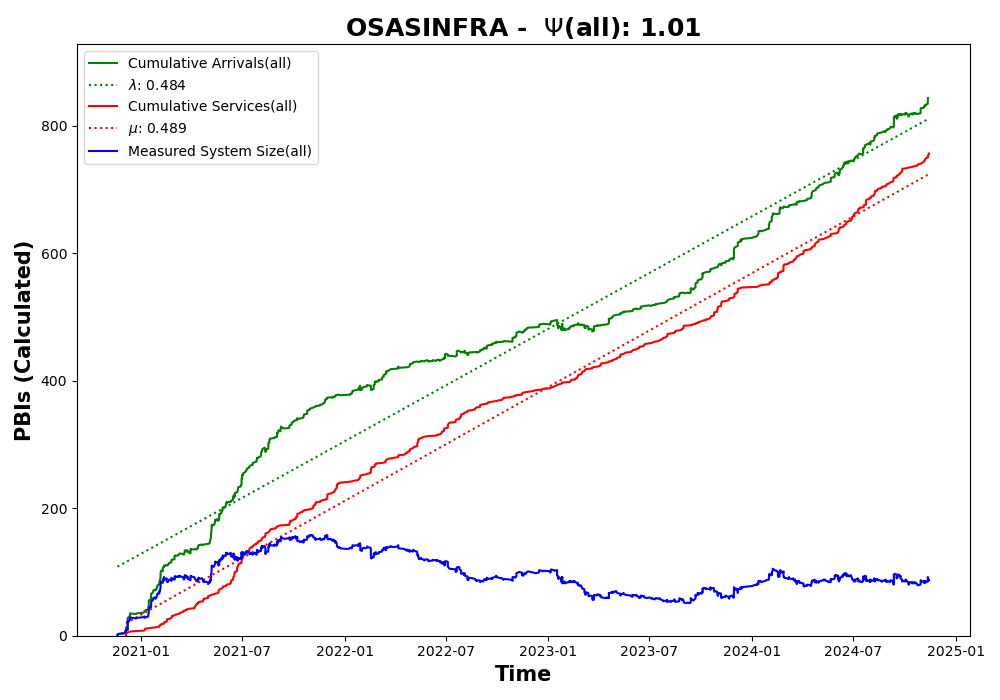 OSASINFRA -  Ψ(all): 1.01
Cumulative Arrivals(all)
λ: 0.484
Cumulative Services(all)
μ: 0.489
Measured System Size(all)
PBIs (Calculated)
800
600
400
200
0
2021-01 2021-07 2022-01 2022-07 2023-01 2023-07 2024-01 2024-07 2025-01
Time